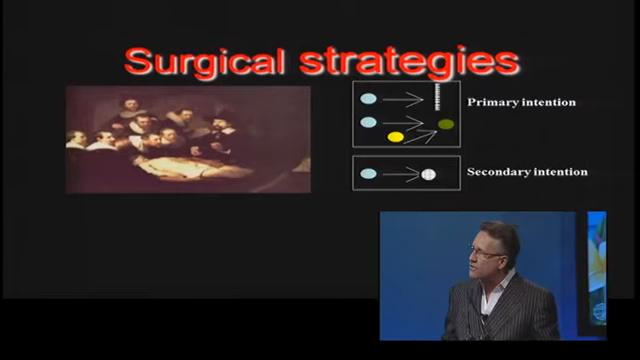 Surgical strategies
Primary intention
Secondary intention